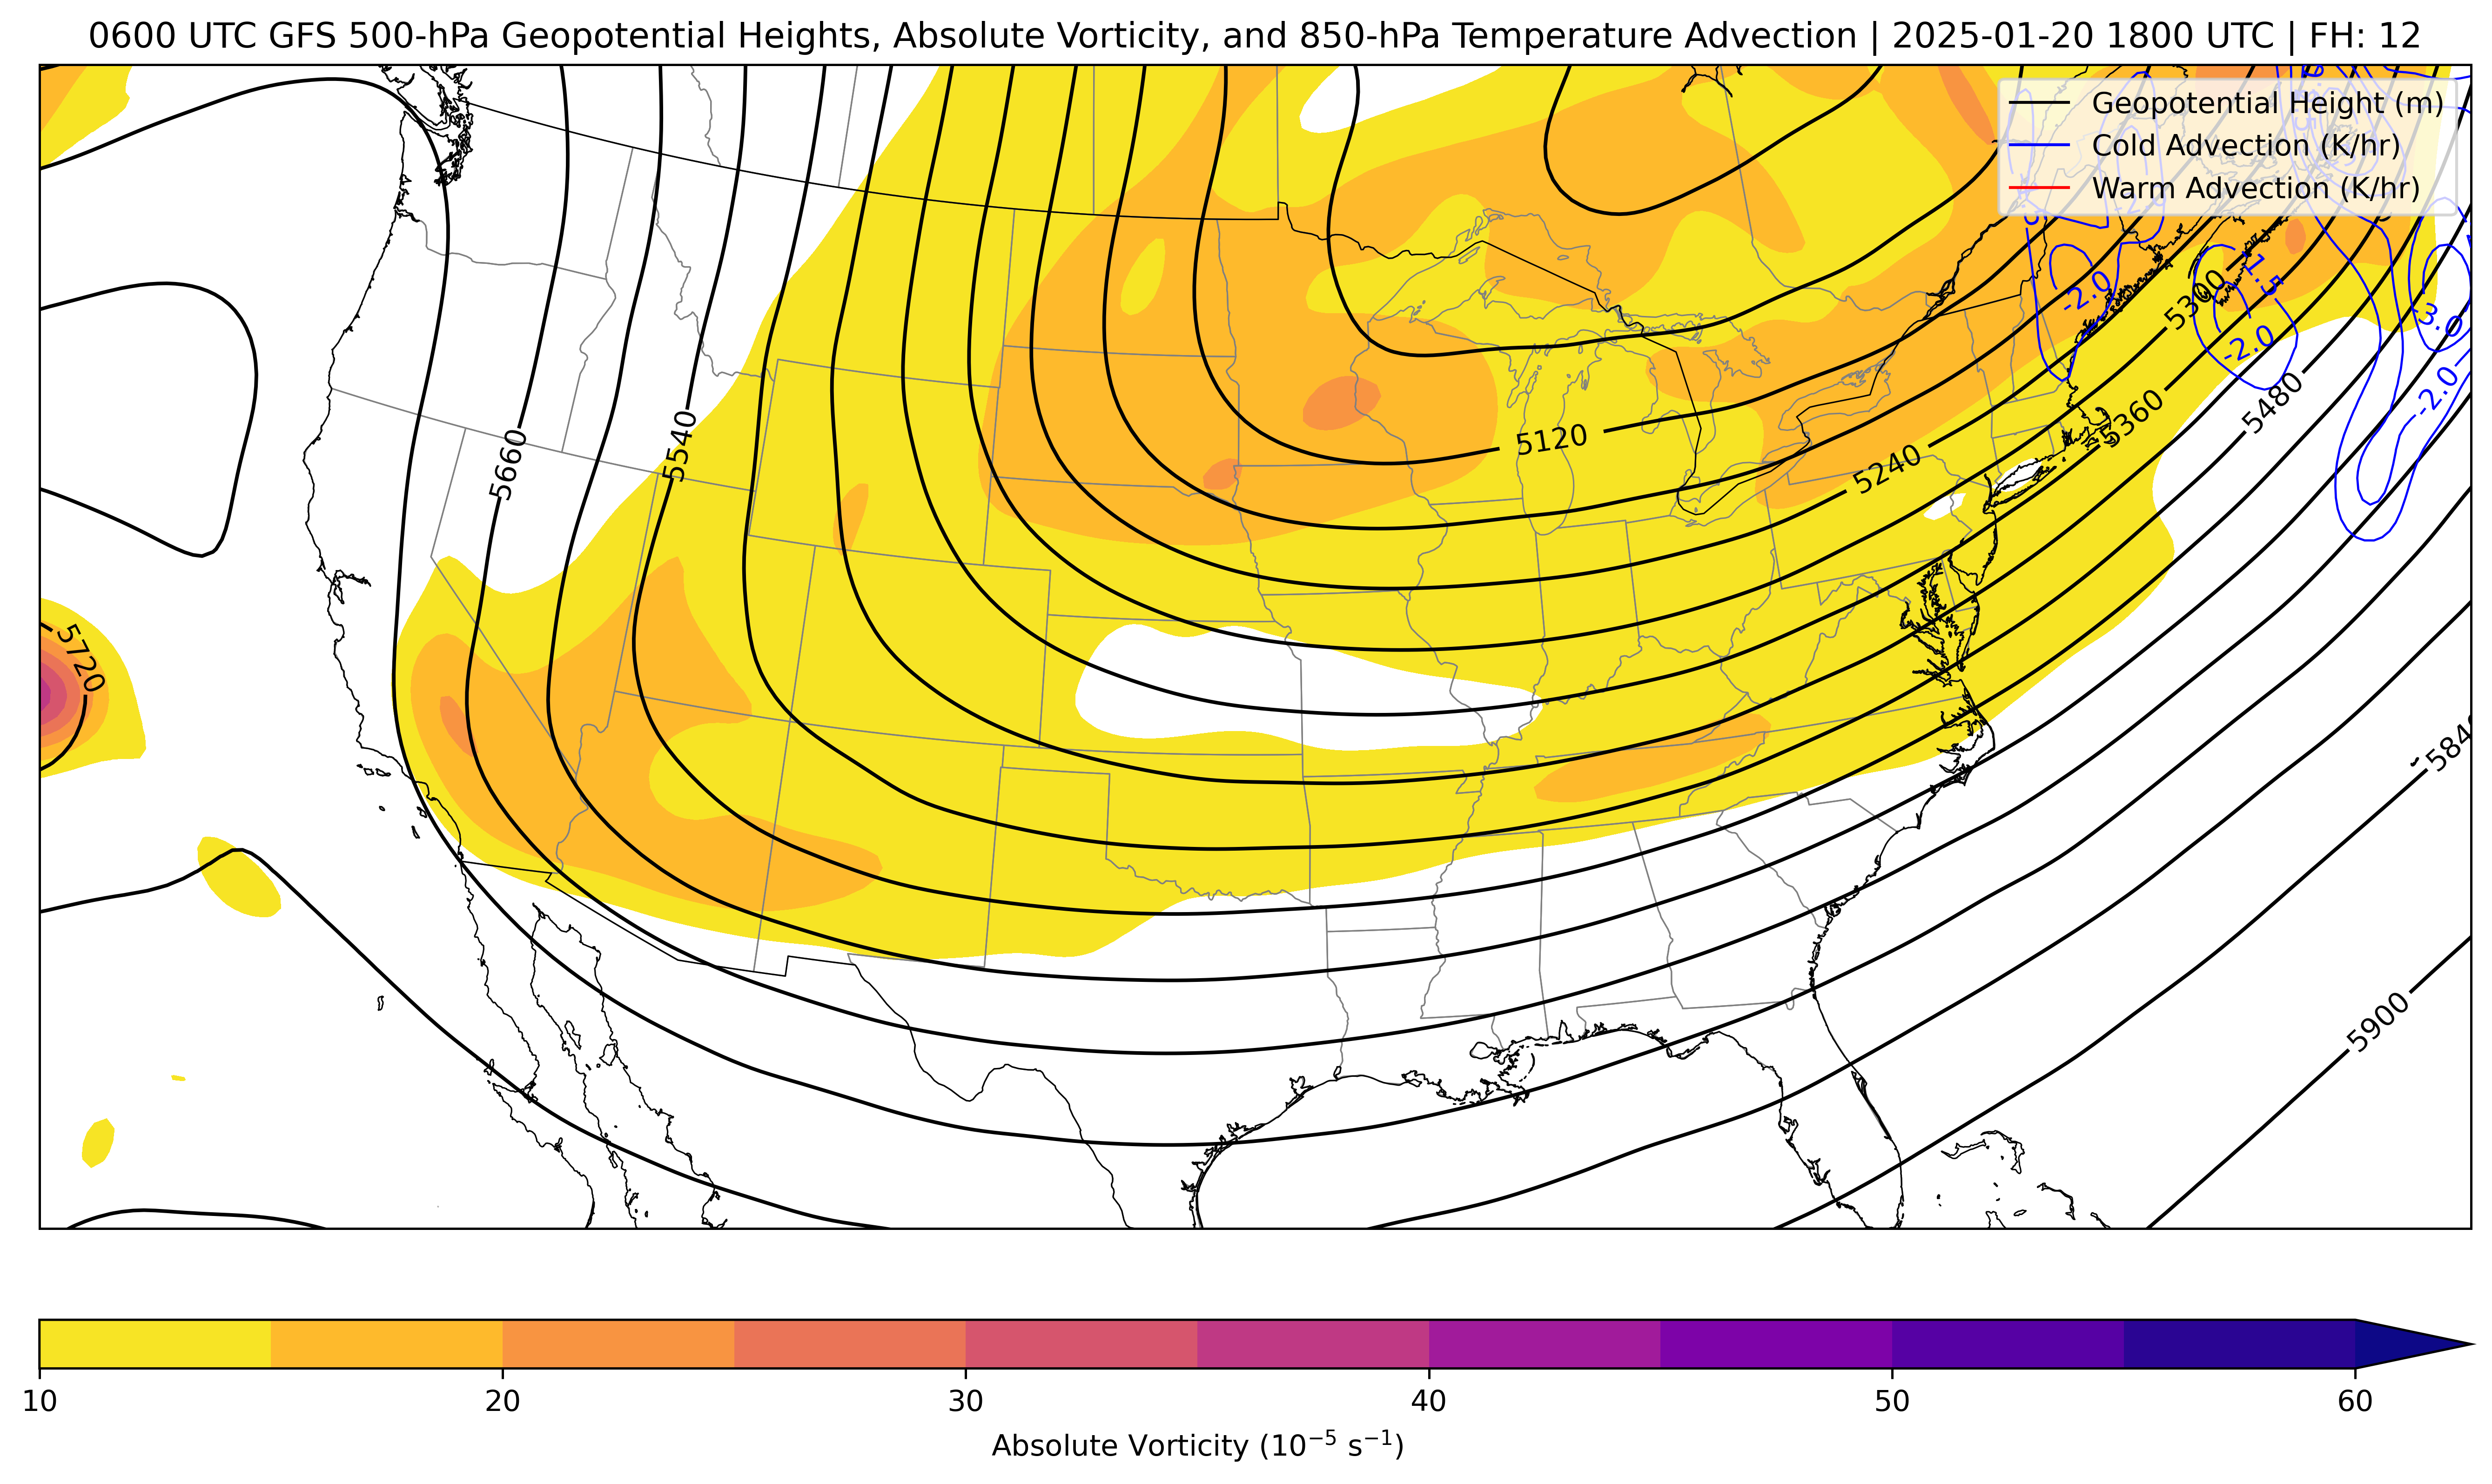 0600 UTC GFS 500-hPa Geopotential Heights, Absolute Vorticity, and 850-hPa Temperature Advection | 2025-01-20 1800 UTC | FH: 12
Geopotential Height (m)
Cold Advection (K/hr)
Warm Advection (K/hr)
-2.0
-1.5
5300
-3.0
-2.0
-2.0
5480
5360
5540
5120
5660
5240
5720
5840
5900
10 20 30 40 50 60
Absolute Vorticity (10⁻⁵ s⁻¹)